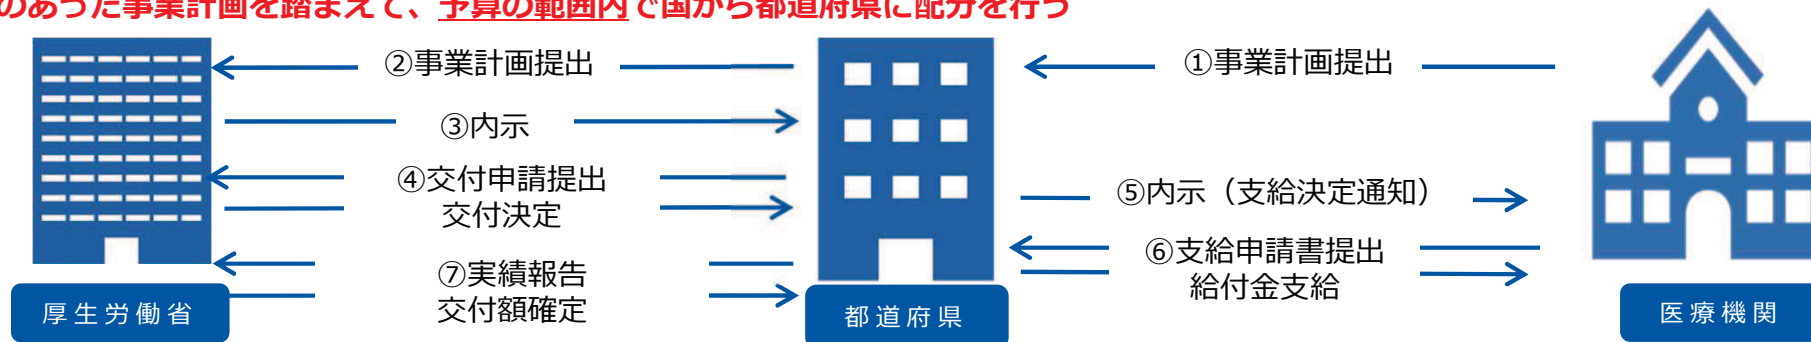 のあった事業計画を踏まえて、予算の範囲内で国から都道府県に配分を行う
②事業計画提出
①事業計画提出
③内示
④交付申請提出
交付決定
⑤内示（支給決定通知）
⑥支給申請書提出
給付金支給
⑦実績報告
交付額確定
厚生労働省
都道府県
医療機関